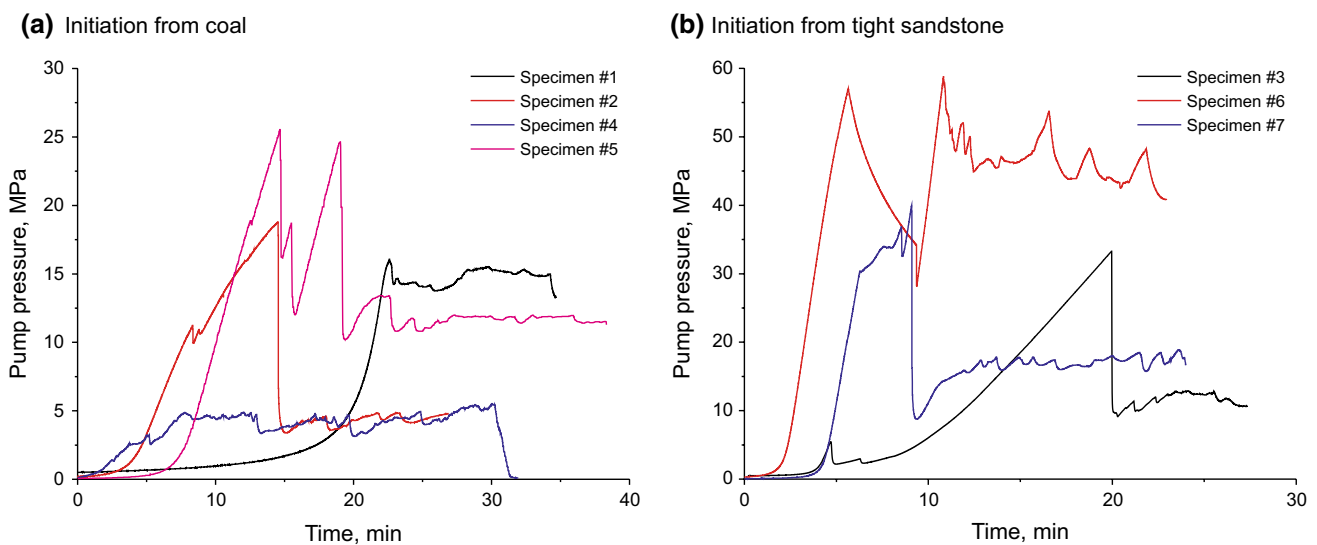 (a) Initiation from coal
30
25
20
15
10
5
0
0
10
20
30
40
Pump pressure, MPa
Time, min
Specimen #1
Specimen #2
Specimen #4
Specimen #5
(b) Initiation from tight sandstone
60
50
40
30
20
10
0
0
10
20
30
Pump pressure, MPa
Time, min
Specimen #3
Specimen #6
Specimen #7